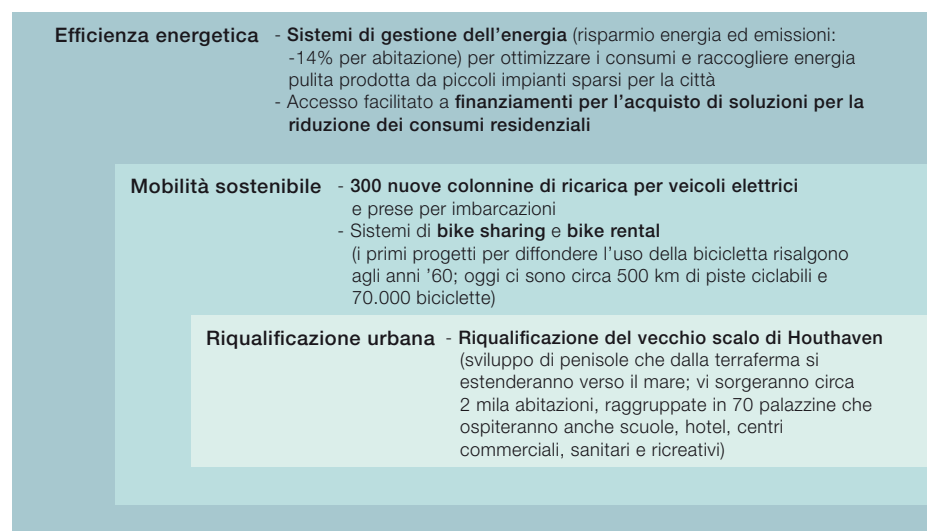 Efficienza energetica - Sistemi di gestione dell'energia (risparmio energia ed emissioni:
-14% per abitazione) per ottimizzare i consumi e raccogliere energia
pulita prodotta da piccoli impianti sparsi per la città
- Accesso facilitato a finanziamenti per l'acquisto di soluzioni per la
riduzione dei consumi residenziali
Mobilità sostenibile - 300 nuove colonnine di ricarica per veicoli elettrici
e prese per imbarcazioni
- Sistemi di bike sharing e bike rental
(i primi progetti per diffondere l'uso della bicicletta risalgono
agli anni '60; oggi ci sono circa 500 km di piste ciclabili e
70.000 biciclette)
Riqualificazione urbana - Riqualificazione del vecchio scalo di Houthaven
(sviluppo di penisole che dalla terraferma si
estenderanno verso il mare; vi sorgeranno circa
2 mila abitazioni, raggruppate in 70 palazzine che
ospiteranno anche scuole, hotel, centri
commerciali, sanitari e ricreativi)